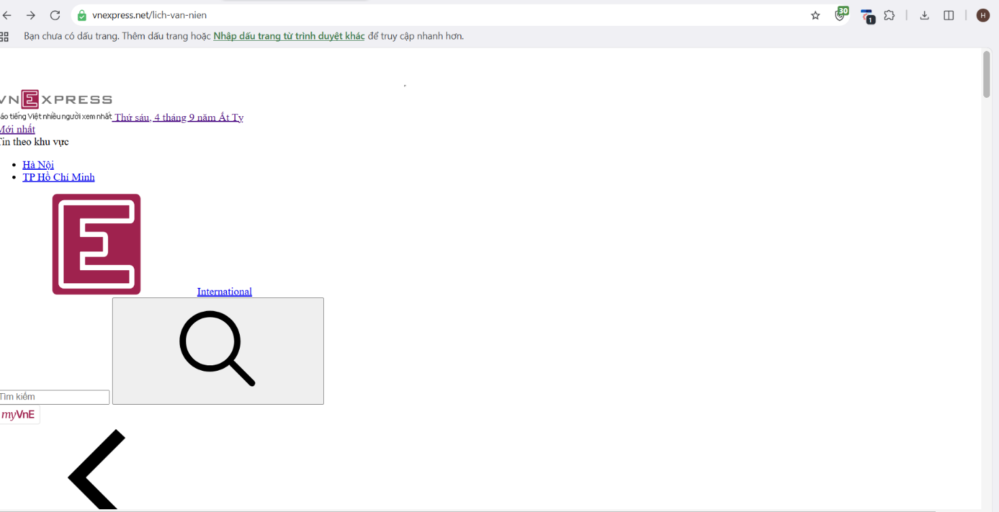 vnexpress.net/lich-van-nien
30
1
H
Bạn chưa có dấu trang. Thêm dấu trang hoặc Nhập dấu trang từ trình duyệt khác để truy cập nhanh hơn.
VNEXPRESS
áo tiếng Việt nhiều người xem nhất Thứ sáu, 4 tháng 9 năm Ất Tỵ
Mới nhất
Tin theo khu vực
Hà Nội
TP Hồ Chí Minh
E
International
Tìm kiếm
myVnE